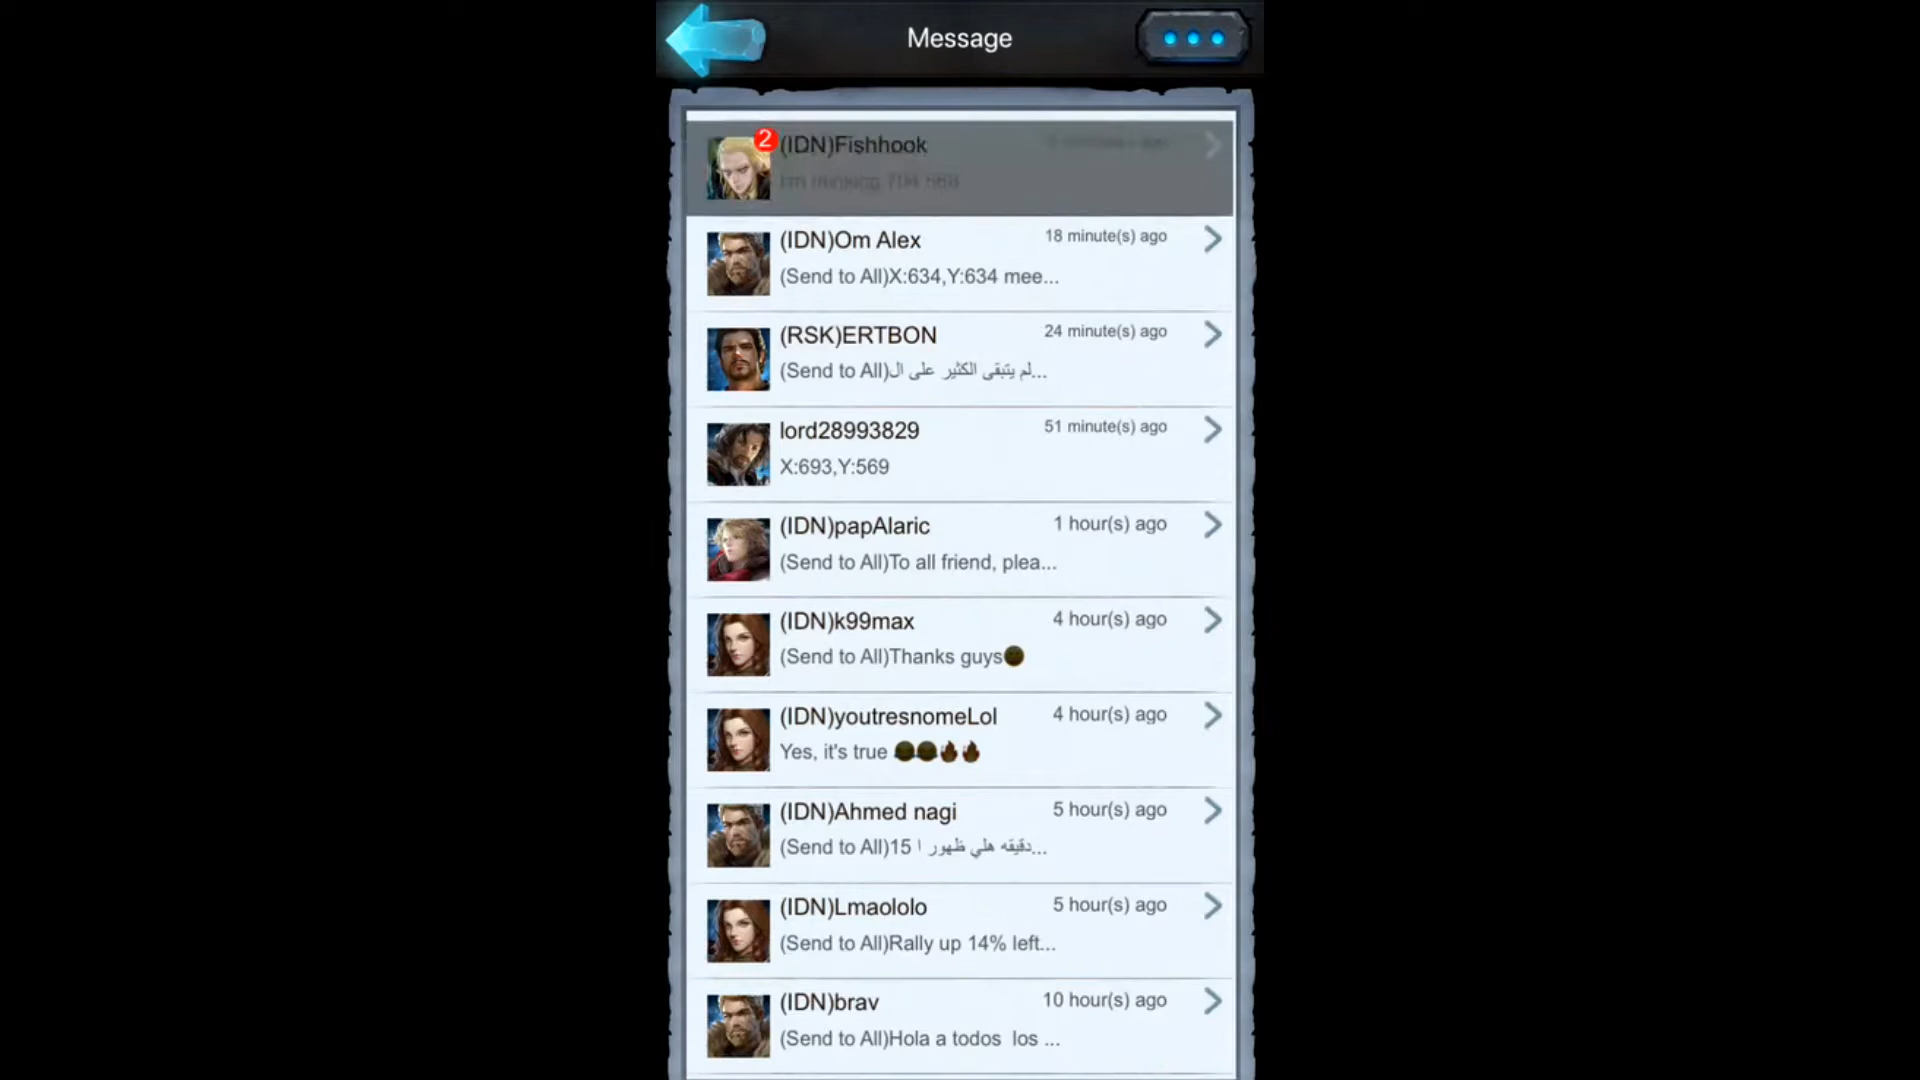 Message
2
(IDN)Fishhook
(IDN)Om Alex
18 minute(s) ago
(Send to All)X:634,Y:634 mee...
(RSK)ERTBON
24 minute(s) ago
(Send to All)لم يتبقى الكثير على ال...
lord28993829
51 minute(s) ago
X:693,Y:569
(IDN)papAlaric
1 hour(s) ago
(Send to All)To all friend, plea...
(IDN)k99max
4 hour(s) ago
(Send to All)Thanks guys
(IDN)youtresnomeLol
4 hour(s) ago
Yes, it's true
(IDN)Ahmed nagi
5 hour(s) ago
(Send to All)15 دقيقه هلي ظهور ا...
(IDN)Lmaololo
5 hour(s) ago
(Send to All)Rally up 14% left...
(IDN)brav
10 hour(s) ago
(Send to All)Hola a todos los ...